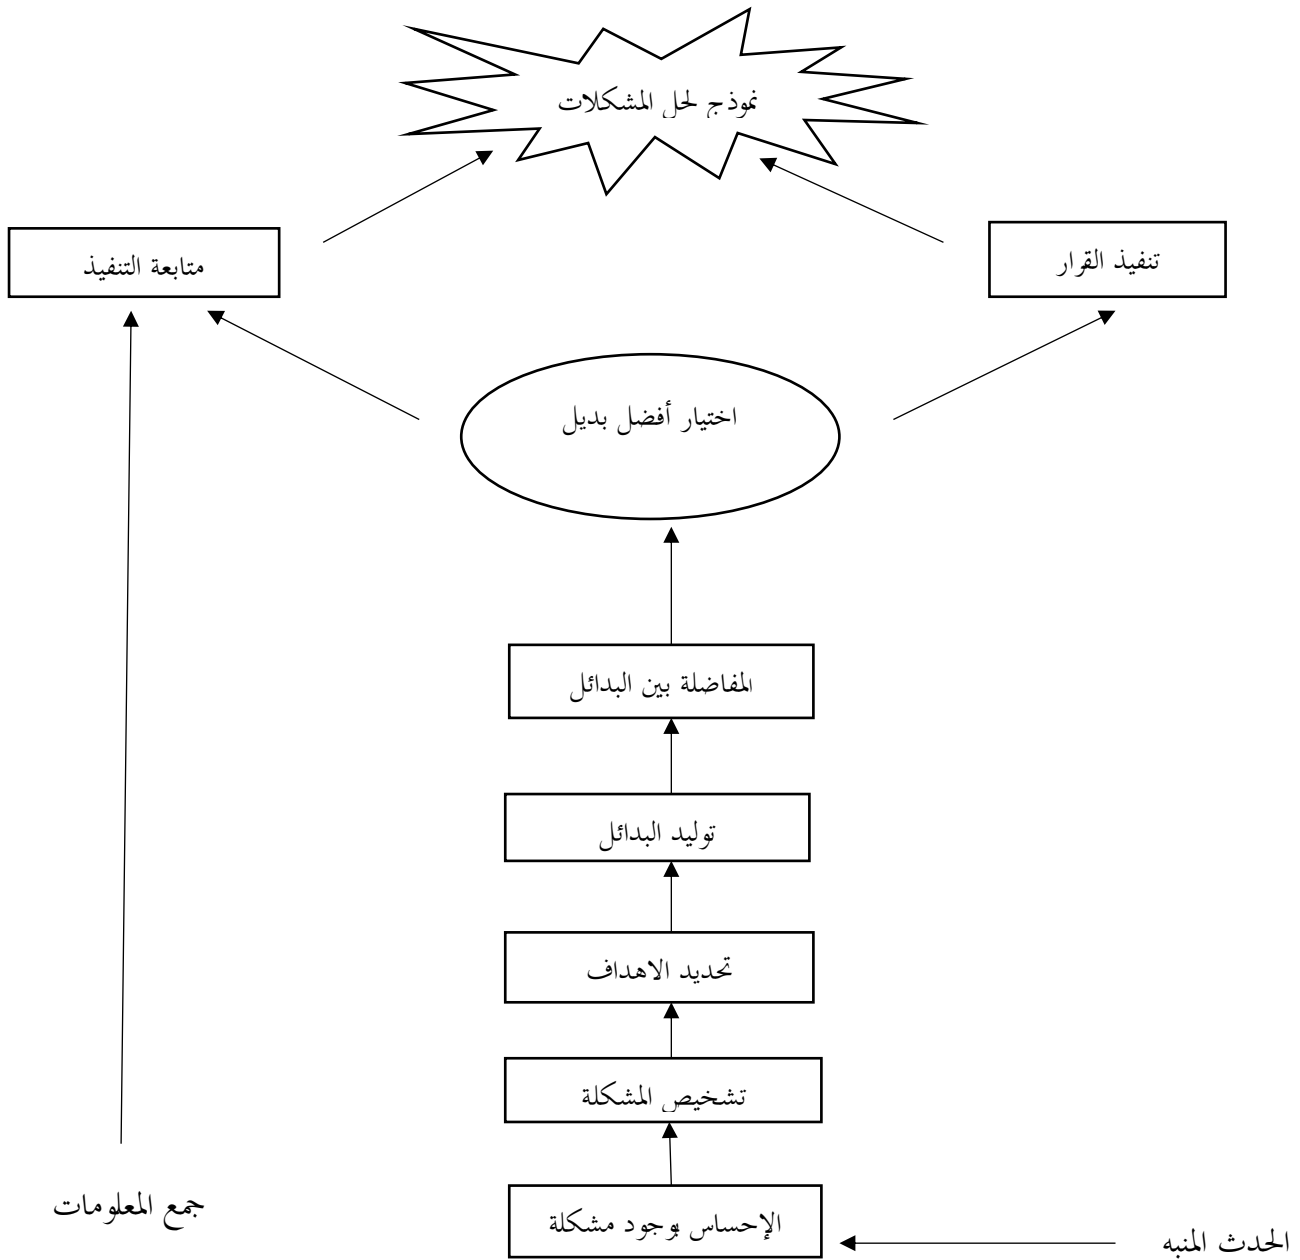 نموذج لحل المشكلات
تنفيذ القرار
متابعة التنفيذ
اختيار أفضل بديل
المفاضلة بين البدائل
توليد البدائل
تحديد الاهداف
تشخيص المشكلة
جمع المعلومات
الإحساس بوجود مشكلة
الحدث المنبه